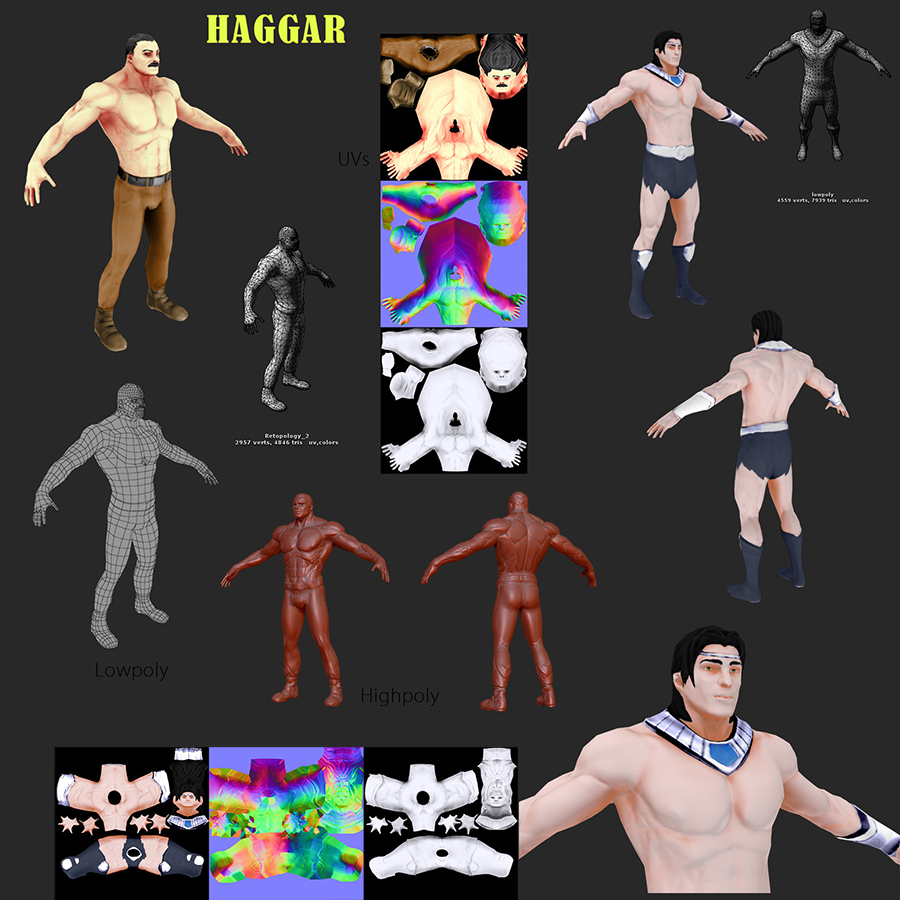 HAGGAR
UVs
lowpoly
4559 verts, 7939 tris uv,colors
Retopology_2
2957 verts, 4846 tris uv,colors
Lowpoly
Highpoly